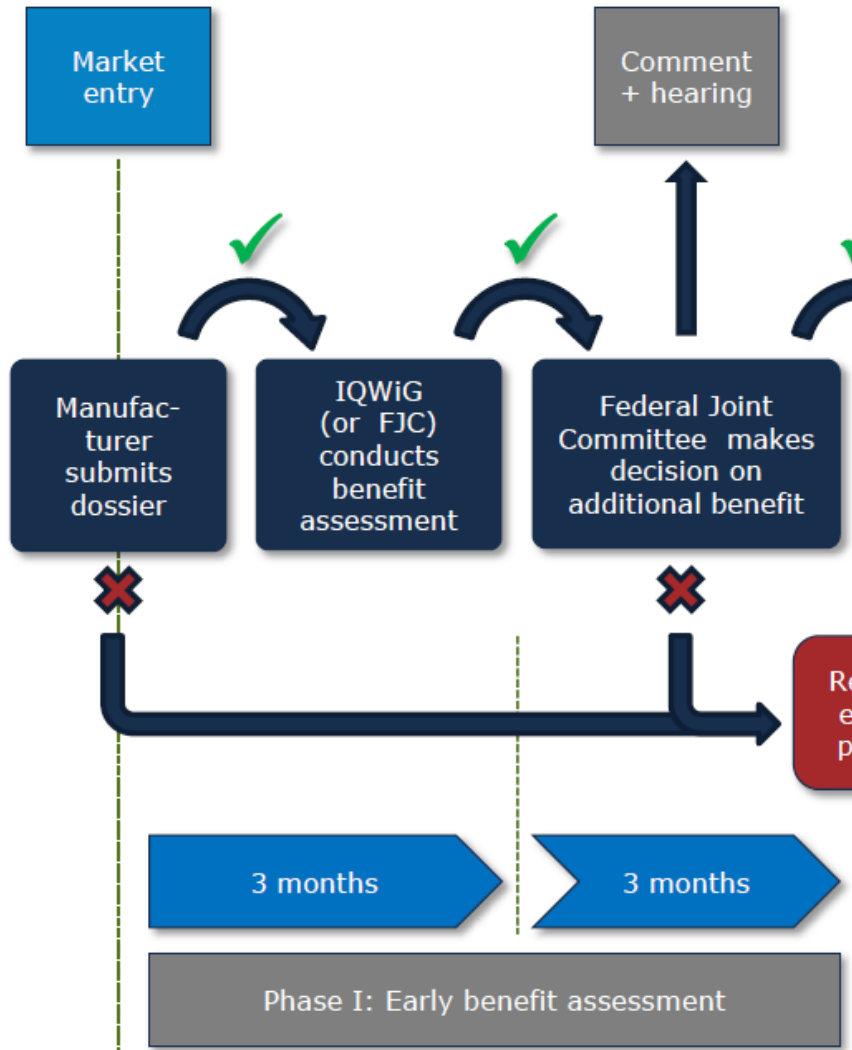 Market
entry
Comment
+ hearing
Manufac-
turer
submits
dossier
IQWiG
(or FJC)
conducts
benefit
assessment
Federal Joint
Committee makes
decision on
additional benefit
3 months
3 months
Phase I: Early benefit assessment